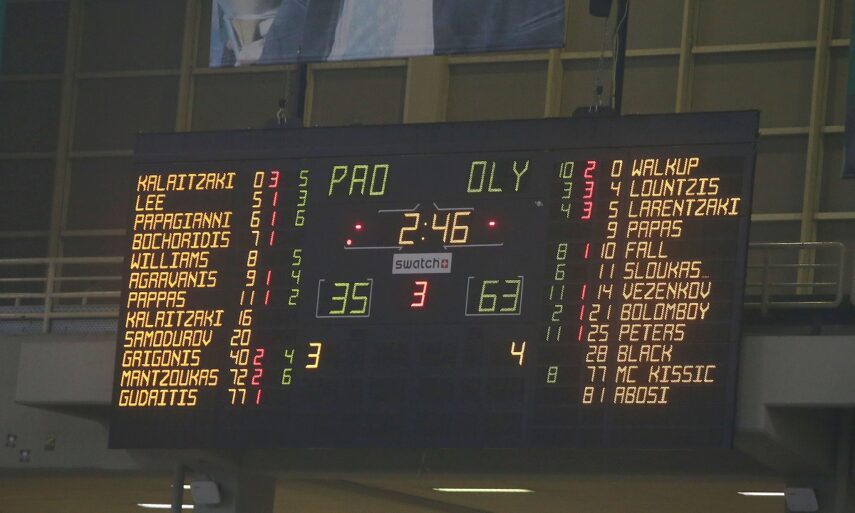 PAO OLY
2:46
swatch
35 3 63
3 4
KALAITZAKI 0 3 5
LEE 5 1 3
PAPAGIANNI 6 1 6
BOCHORIDIS 7 1
WILLIAMS 8 5
AGRAVANIS 9 1 4
PAPPAS 11 1 2
KALAITZAKI 16
SAMODUROV 20
GRIGONIS 40 2 4
MANTZOUKAS 72 2 6
GUDAITIS 77 1
10 2 0 WALKUP
3 3 4 LOUNTZIS
4 3 5 LARENTZAKI
9 PAPAS
8 1 10 FALL
6 11 SLOUKAS
11 1 14 VEZENKOV
2 1 21 BOLOMBOY
11 1 25 PETERS
28 BLACK
8 77 MC KISSIC
81 ABOSI